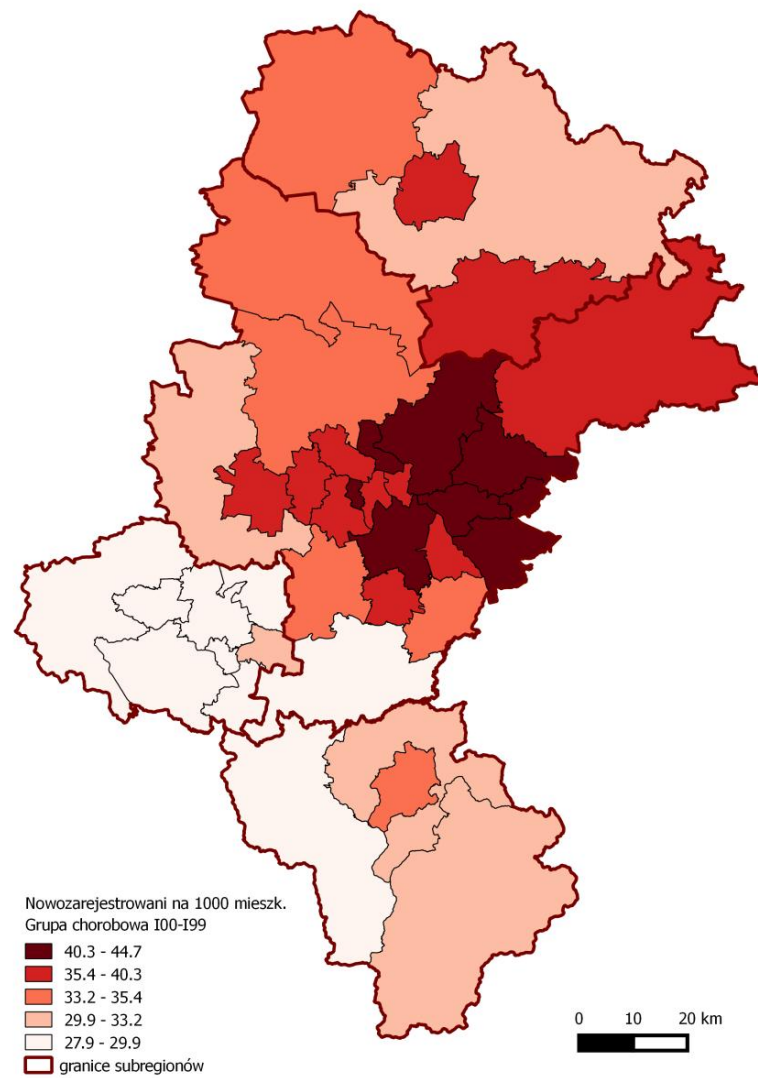 Nowozarejestrowani na 1000 mieszk.
Grupa chorobowa I00-I99
40.3 - 44.7
35.4 - 40.3
33.2 - 35.4
29.9 - 33.2
27.9 - 29.9
granice subregionów
0 10 20 km